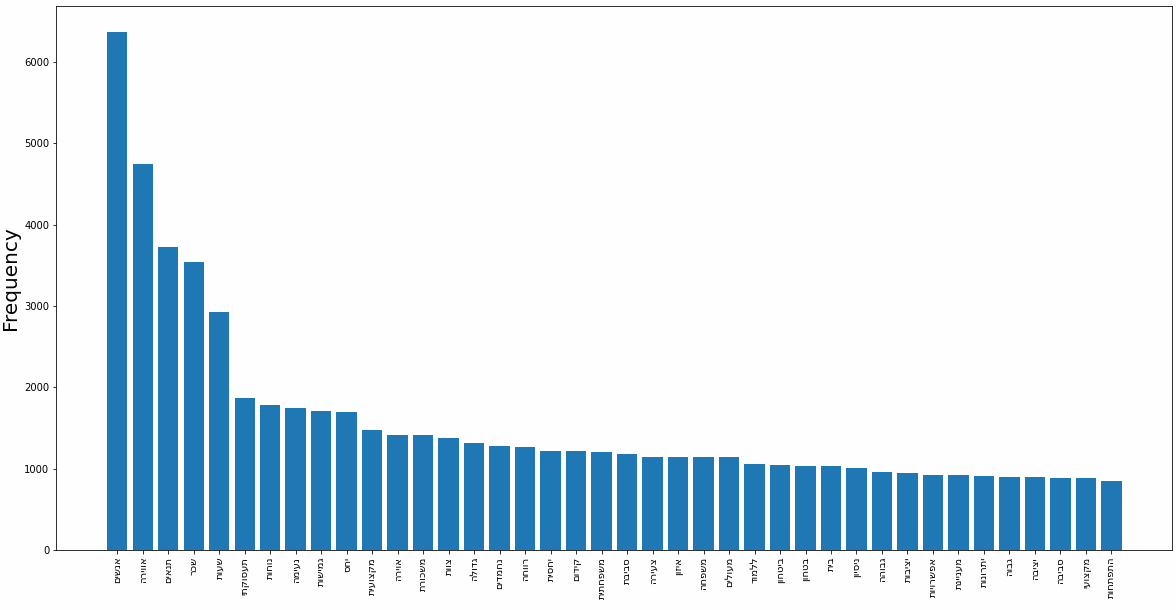 Frequency
6000
5000
4000
3000
2000
1000
0
אנשים
אווירה
תנאים
שכר
שעות
תעסוקתי
נוחות
נעימה
גמישות
יחס
מקצועית
אוירה
משכורת
צוות
גדולה
נחמדים
רווחה
יחסית
קידום
משפחתית
סביבת
צעירה
איזון
משפחה
מעולים
ללמוד
ביטחון
בטחון
בית
ניסיון
גבוהה
יציבות
אפשרויות
מעניינת
יתרונות
גבוה
יציבה
סביבה
מקצועי
התפתחות